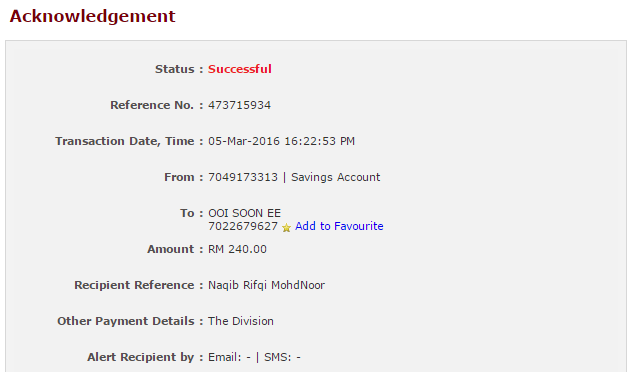 Acknowledgement
Status : Successful
Reference No. : 473715934
Transaction Date, Time : 05-Mar-2016 16:22:53 PM
From : 7049173313 | Savings Account
To : OOI SOON EE
7022679627 Add to Favourite
Amount : RM 240.00
Recipient Reference : Naqib Rifqi MohdNoor
Other Payment Details : The Division
Alert Recipient by : Email: - | SMS: -